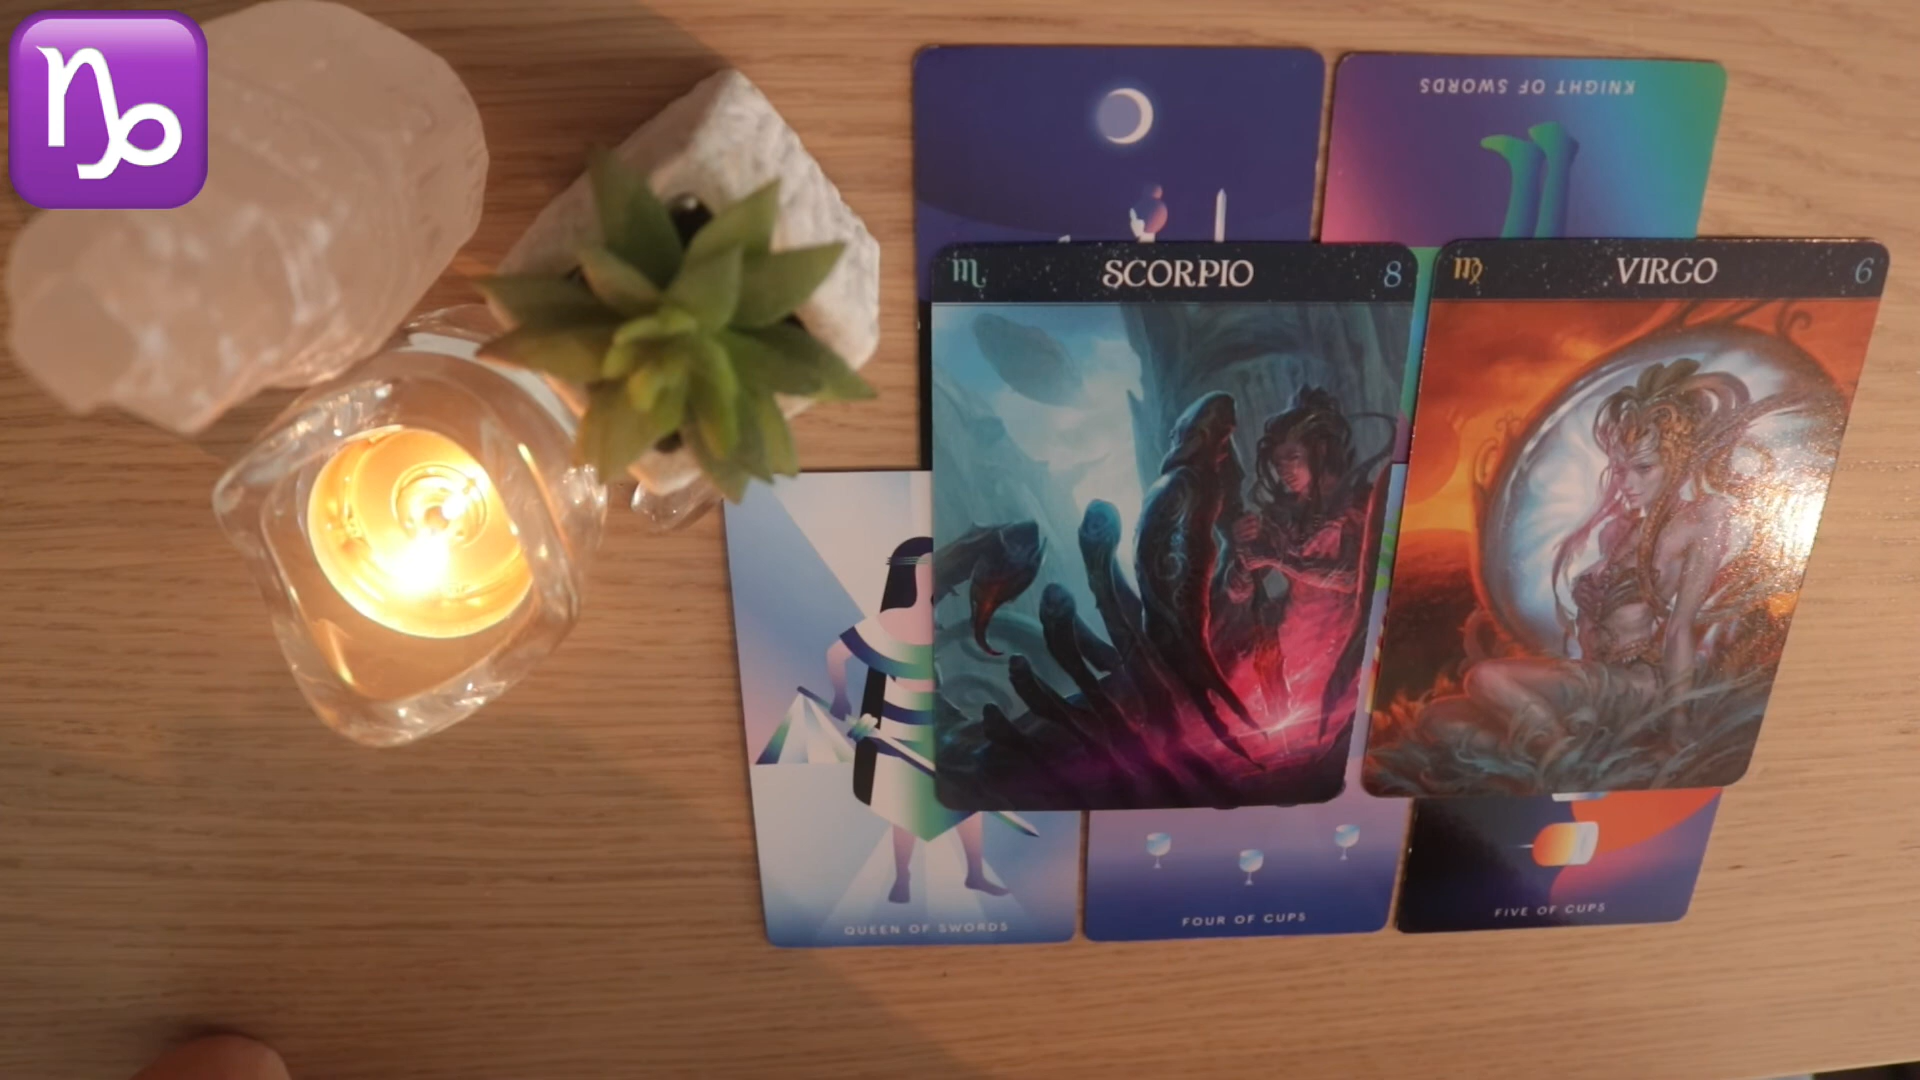 KNIGHT OF SWORDS
♏ SCORPIO 8
♍ VIRGO 6
QUEEN OF SWORDS
FOUR OF CUPS
FIVE OF CUPS